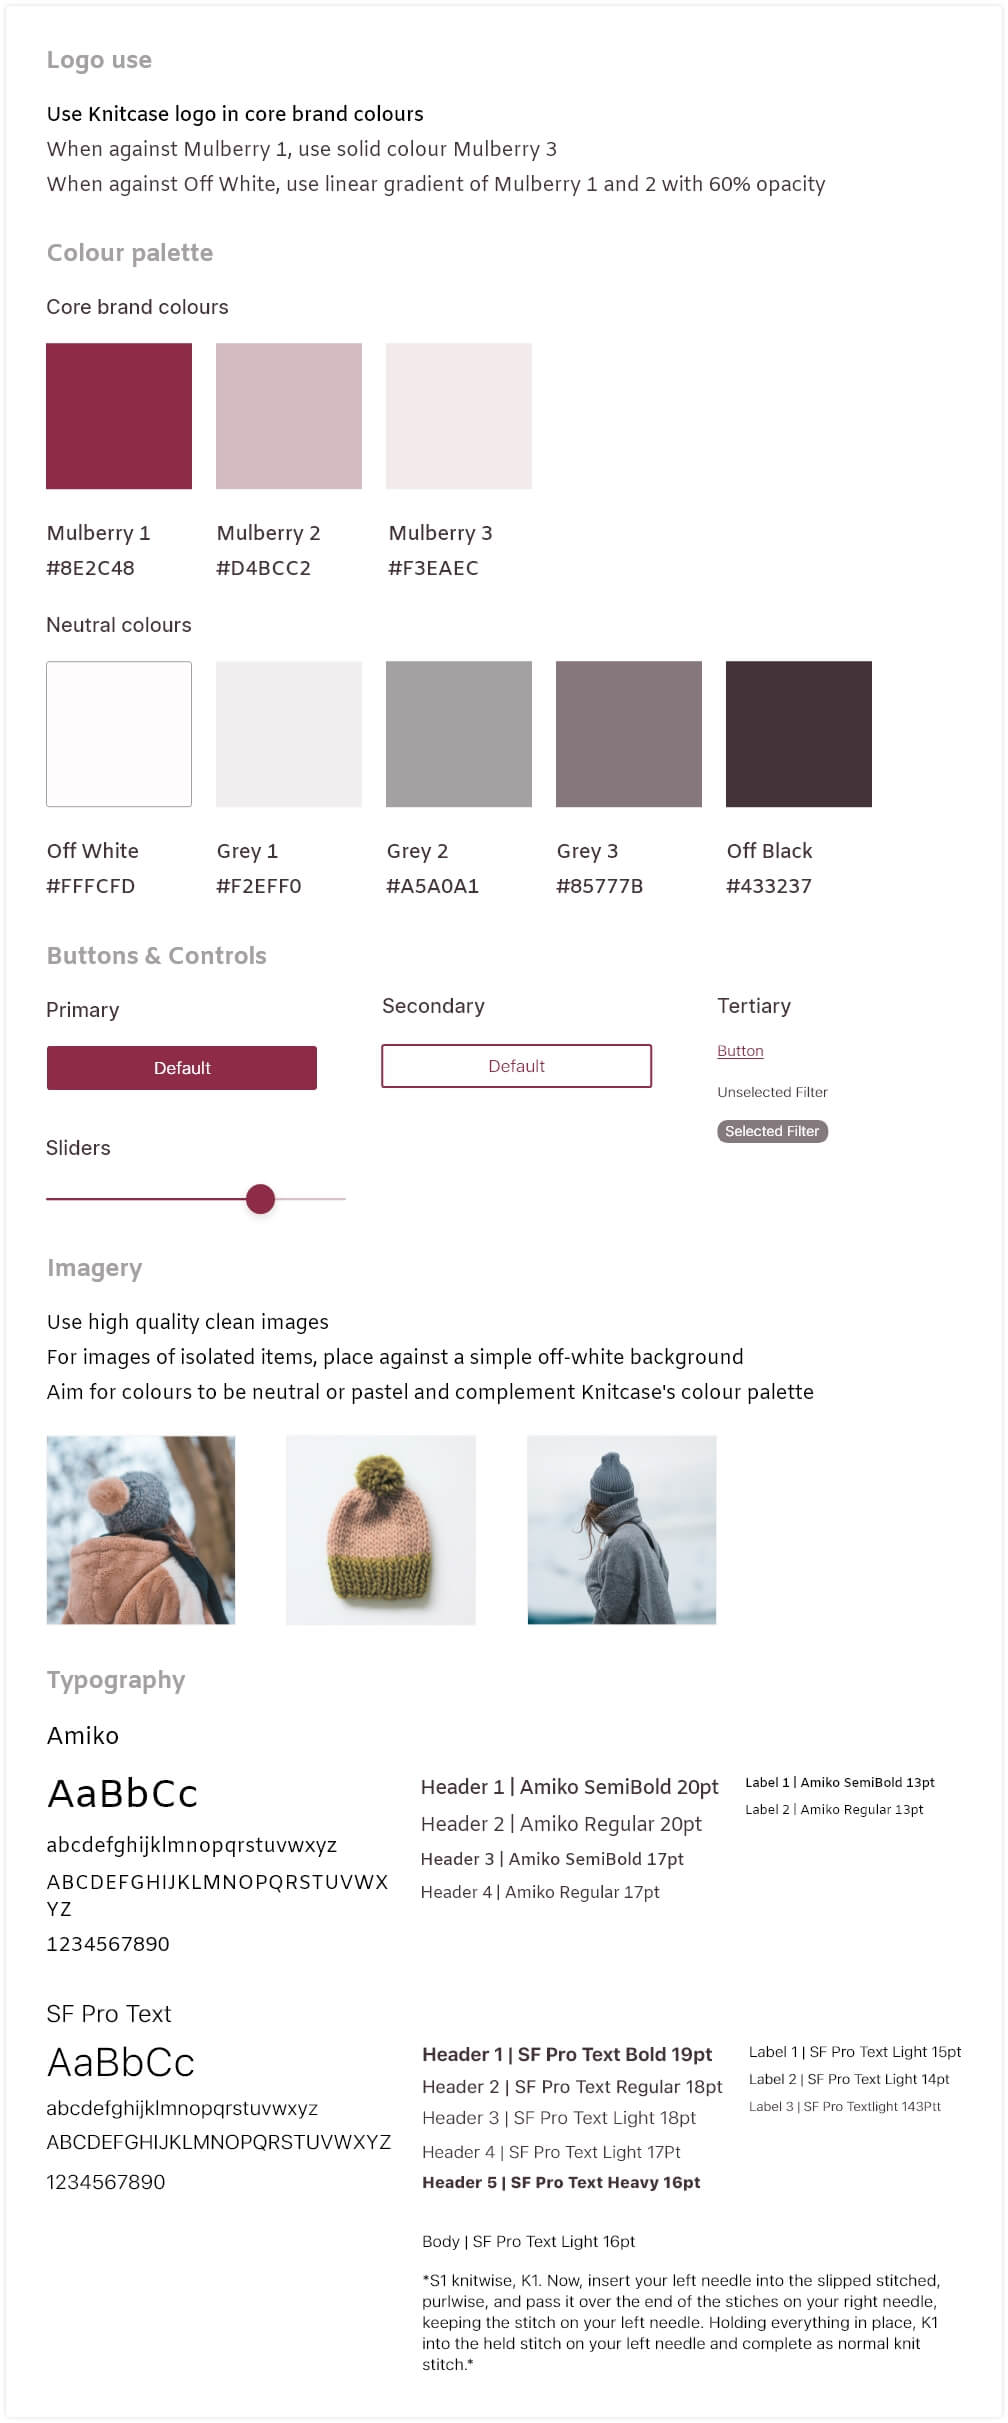 Logo use
Use Knitcase logo in core brand colours
When against Mulberry 1, use solid colour Mulberry 3
When against Off White, use linear gradient of Mulberry 1 and 2 with 60% opacity
Colour palette
Core brand colours
Mulberry 1
#8E2C48
Mulberry 2
#D4BCC2
Mulberry 3
#F3EAEC
Neutral colours
Off White
#FFFCFD
Grey 1
#F2EFF0
Grey 2
#A5A0A1
Grey 3
#85777B
Off Black
#433237
Buttons & Controls
Primary
Default
Secondary
Default
Tertiary
Button
Unselected Filter
Selected Filter
Sliders
Imagery
Use high quality clean images
For images of isolated items, place against a simple off-white background
Aim for colours to be neutral or pastel and complement Knitcase's colour palette
Typography
Amiko
AaBbCc
abcdefghijklmnopqrstuvwxyz
ABCDEFGHIJKLMNOPQRSTUVWX
YZ
1234567890
Header 1 | Amiko SemiBold 20pt
Header 2 | Amiko Regular 20pt
Header 3 | Amiko SemiBold 17pt
Header 4 | Amiko Regular 17pt
Label 1 | Amiko SemiBold 13pt
Label 2 | Amiko Regular 13pt
SF Pro Text
AaBbCc
abcdefghijklmnopqrstuvwxyz
ABCDEFGHIJKLMNOPQRSTUVWXYZ
1234567890
Header 1 | SF Pro Text Bold 19pt
Header 2 | SF Pro Text Regular 18pt
Header 3 | SF Pro Text Light 18pt
Header 4 | SF Pro Text Light 17Pt
Header 5 | SF Pro Text Heavy 16pt
Label 1 | SF Pro Text Light 15pt
Label 2 | SF Pro Text Light 14pt
Label 3 | SF Pro Textlight 143Ptt
Body | SF Pro Text Light 16pt
*S1 knitwise, K1. Now, insert your left needle into the slipped stitched,
purlwise, and pass it over the end of the stiches on your right needle,
keeping the stitch on your left needle. Holding everything in place, K1
into the held stitch on your left needle and complete as normal knit
stitch.*